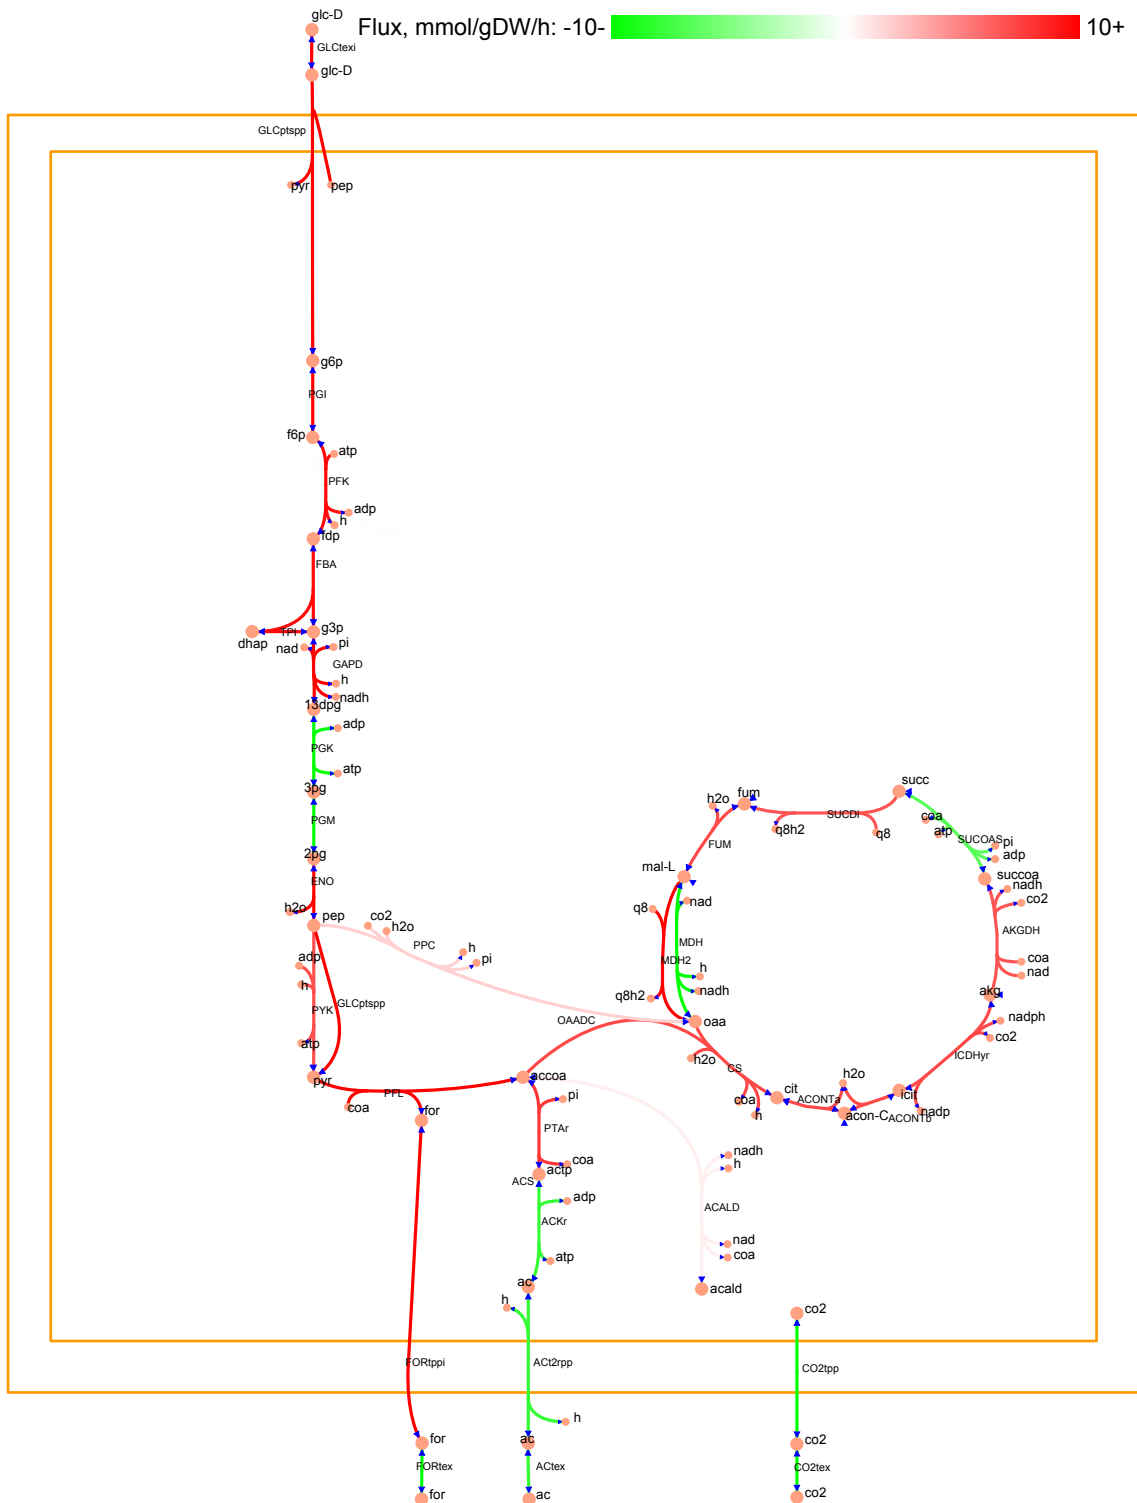 glc-D
Flux, mmol/gDW/h: -10- 10+
GLCtexi
glc-D
GLCptspp
pyr pep
g6p
PGI
f6p
atp
PFK
adp
h
fdp
FBA
g3p
TPI
dhap
nad pi
GAPD
h
nadh
13dpg
adp
PGK
atp
3pg
PGM
2pg
ENO
h2o
pep
co2
h2o
PPC
h
pi
adp
h
PYK
GLCptspp
atp
pyr
PFL
coa
for
accoa
OAADC
pi
PTAr
coa
actp
ACS
adp
ACKr
atp
ac
h
nadh
h
ACALD
nad
coa
acald
succ
fum
h2o
SUCDi
q8h2
q8
FUM
coa
atp
SUCOAS
pi
adp
succoa
mal-L
nadh
co2
q8
nad
AKGDH
MDH
MDH2
coa
nad
h
nadh
q8h2
akg
oaa
nadph
co2
ICDHyr
h2o
CS
h2o
cit
icit
coa
h
ACONTa
acon-C
ACONTb
nadp
co2
FORtppi
ACt2rpp
CO2tpp
h
for
ac
co2
FORtex
ACtex
CO2tex
for
ac
co2